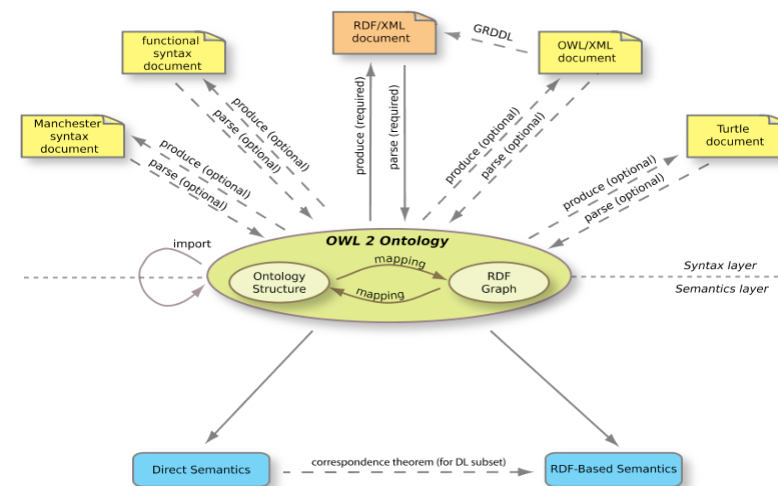 functional
syntax
document
RDF/XML
document
GRDDL
OWL/XML
document
Manchester
syntax
document
Turtle
document
produce (optional)
parse (optional)
produce (optional)
parse (optional)
produce (required)
parse (required)
produce (optional)
parse (optional)
produce (optional)
parse (optional)
import
OWL 2 Ontology
Ontology
Structure
mapping
mapping
RDF
Graph
Syntax layer
Semantics layer
Direct Semantics
correspondence theorem (for DL subset)
RDF-Based Semantics